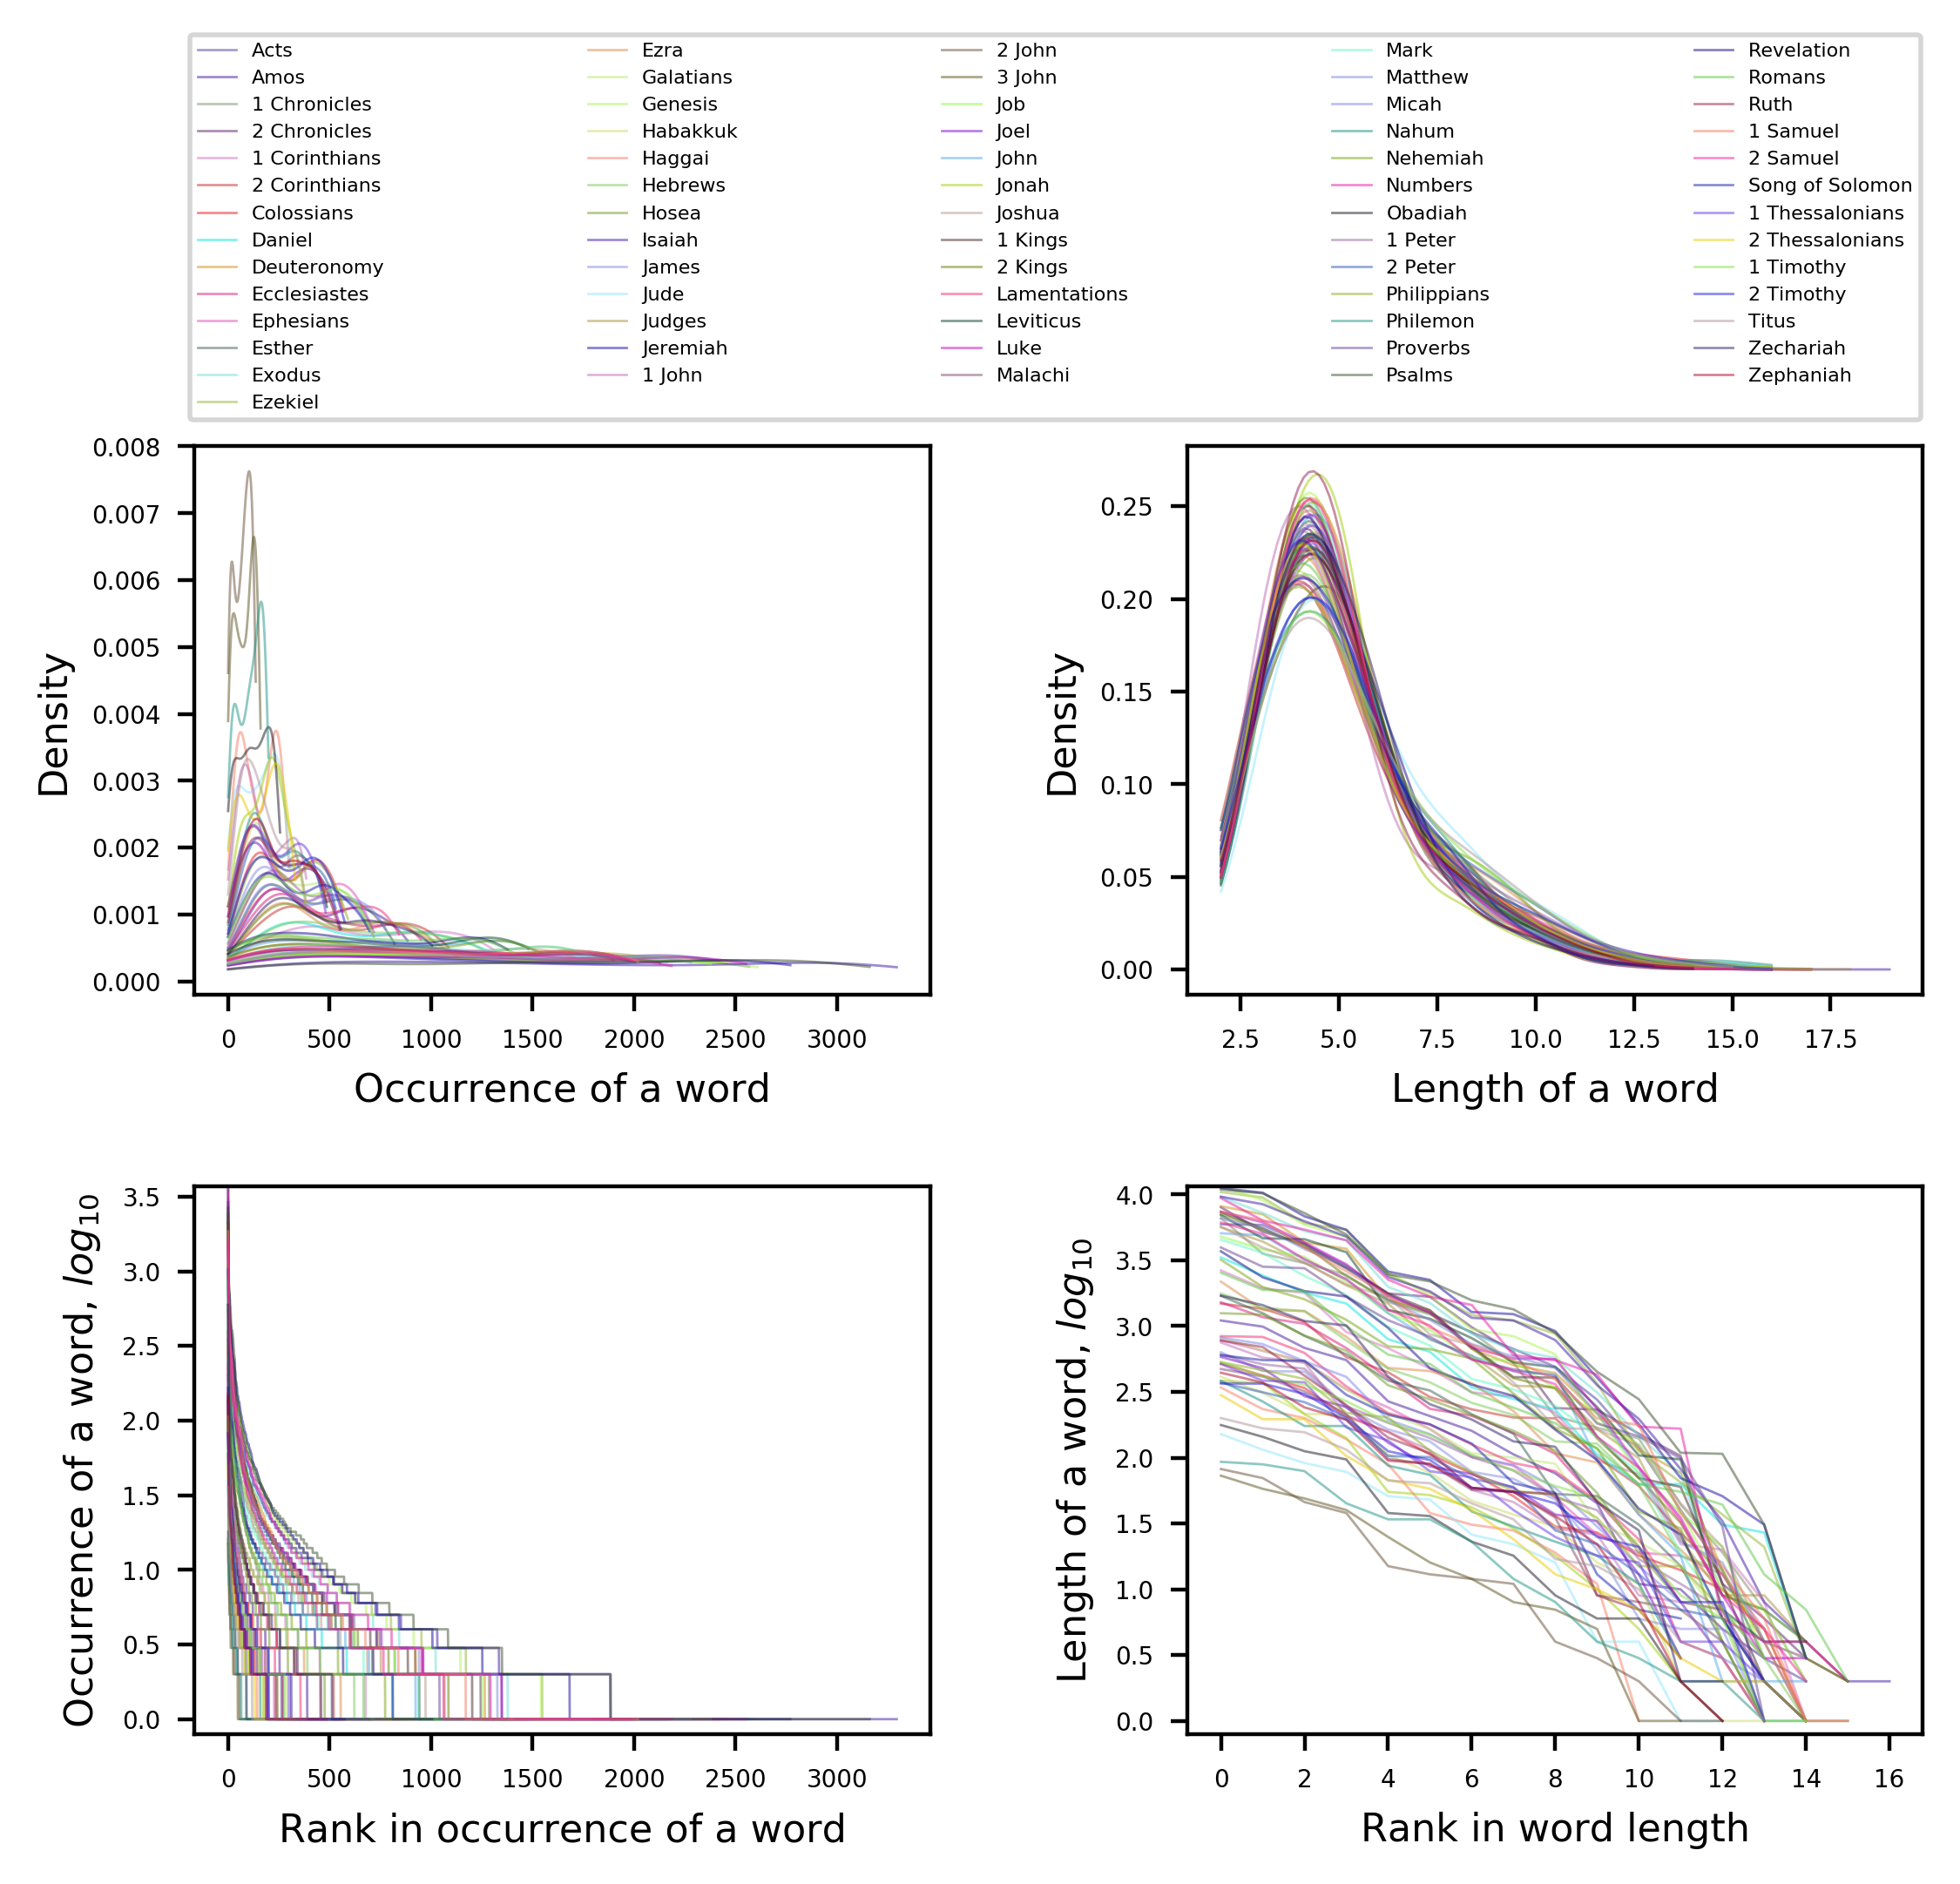 Acts
Amos
1 Chronicles
2 Chronicles
1 Corinthians
2 Corinthians
Colossians
Daniel
Deuteronomy
Ecclesiastes
Ephesians
Esther
Exodus
Ezekiel
Ezra
Galatians
Genesis
Habakkuk
Haggai
Hebrews
Hosea
Isaiah
James
Jude
Judges
Jeremiah
1 John
2 John
3 John
Job
Joel
John
Jonah
Joshua
1 Kings
2 Kings
Lamentations
Leviticus
Luke
Malachi
Mark
Matthew
Micah
Nahum
Nehemiah
Numbers
Obadiah
1 Peter
2 Peter
Philippians
Philemon
Proverbs
Psalms
Revelation
Romans
Ruth
1 Samuel
2 Samuel
Song of Solomon
1 Thessalonians
2 Thessalonians
1 Timothy
2 Timothy
Titus
Zechariah
Zephaniah
0.008
0.007
0.006
0.005
0.004
0.003
0.002
0.001
0.000
Density
0 500 1000 1500 2000 2500 3000
Occurrence of a word
0.25
0.20
0.15
0.10
0.05
0.00
Density
2.5 5.0 7.5 10.0 12.5 15.0 17.5
Length of a word
3.5
3.0
2.5
2.0
1.5
1.0
0.5
0.0
Occurrence of a word, log10
0 500 1000 1500 2000 2500 3000
Rank in occurrence of a word
4.0
3.5
3.0
2.5
2.0
1.5
1.0
0.5
0.0
Length of a word, log10
0 2 4 6 8 10 12 14 16
Rank in word length